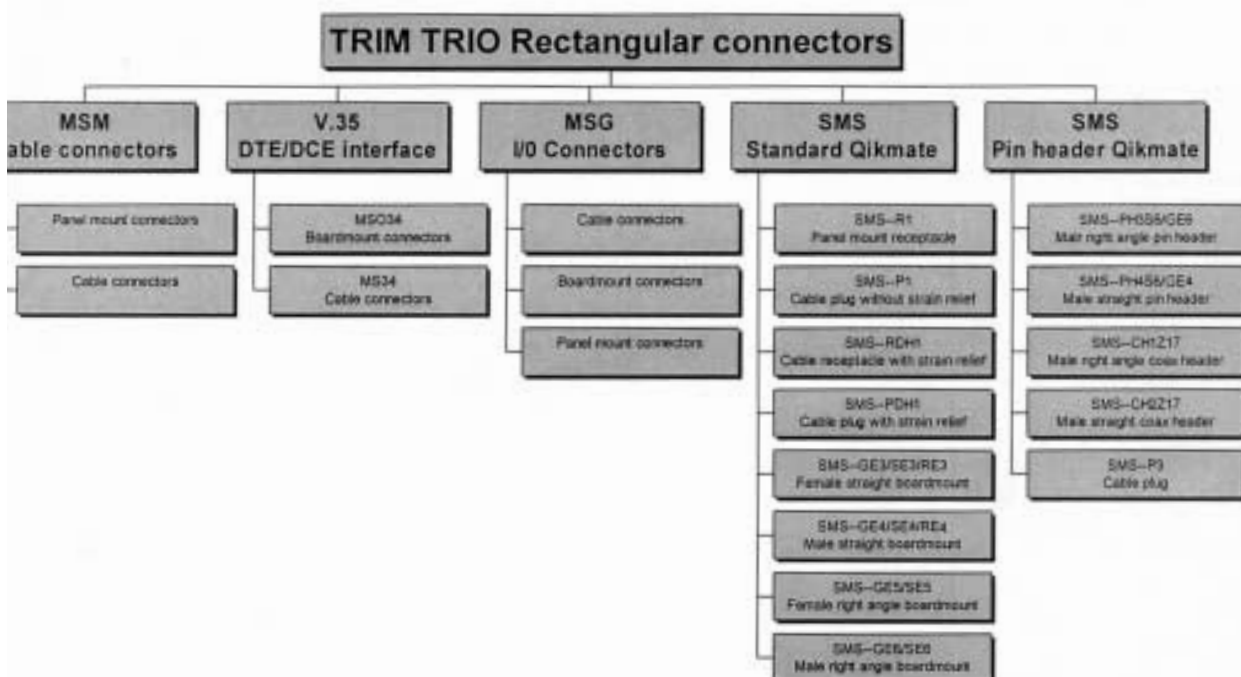 TRIM TRIO Rectangular connectors
MSM
able connectors
Panel mount connectors
Cable connectors
V.35
DTE/DCE interface
MSO34
Boardmount connectors
MS34
Cable connectors
MSG
I/0 Connectors
Cable connectors
Boardmount connectors
Panel mount connectors
SMS
Standard Qikmate
SMS--R1
Panel mount receptacle
SMS--P1
Cable plug without strain relief
SMS--RDH1
Cable receptacle with strain relief
SMS--PDH1
Cable plug with strain relief
SMS--GE3/SE3/RE3
Female straight boardmount
SMS--GE4/SE4/RE4
Male straight boardmount
SMS--GE5/SE5
Female right angle boardmount
SMS--GE6/SE6
Male right angle boardmount
SMS
Pin header Qikmate
right angle pin header
Male straight pin header
SMS--CH1Z17
Male right angle coax header
SMS--CH2Z17
Male straight coax header
SMS--P3
Cable plug